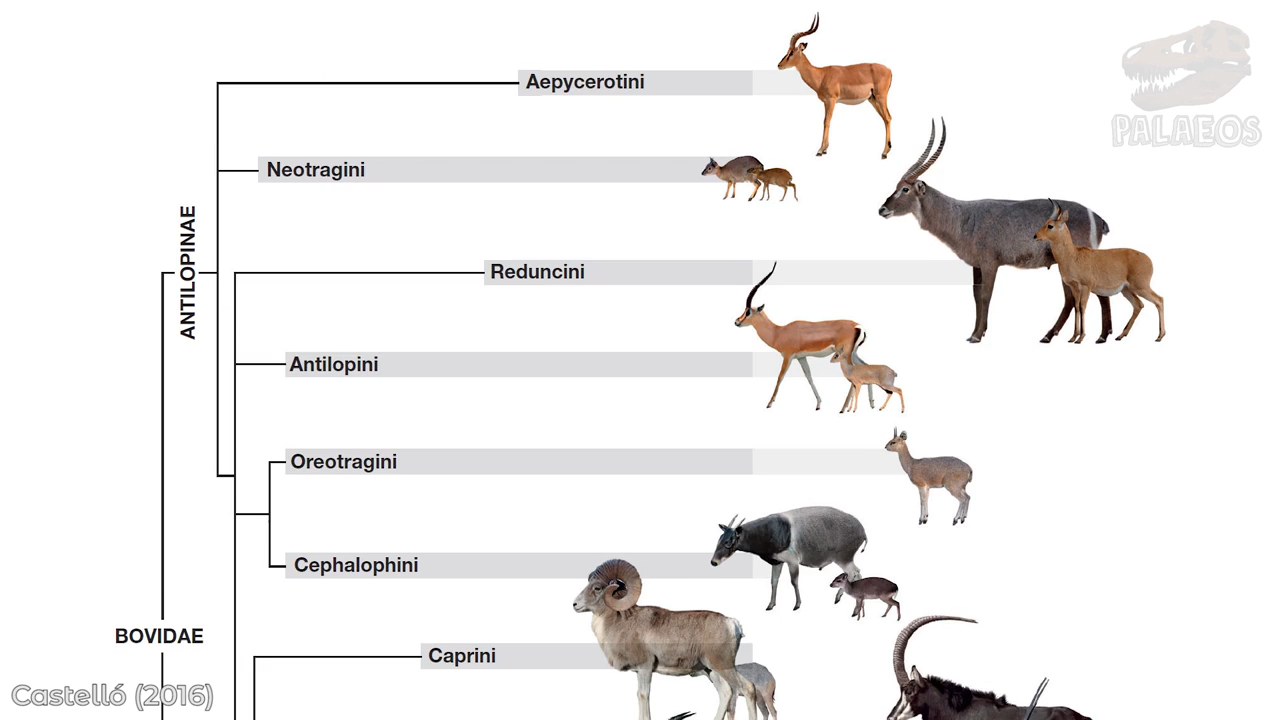 Aepycerotini
PALAEOS
Neotragini
ANTILOPINAE
Reduncini
Antilopini
Oreotragini
Cephalophini
BOVIDAE
Caprini
Castelló (2016)